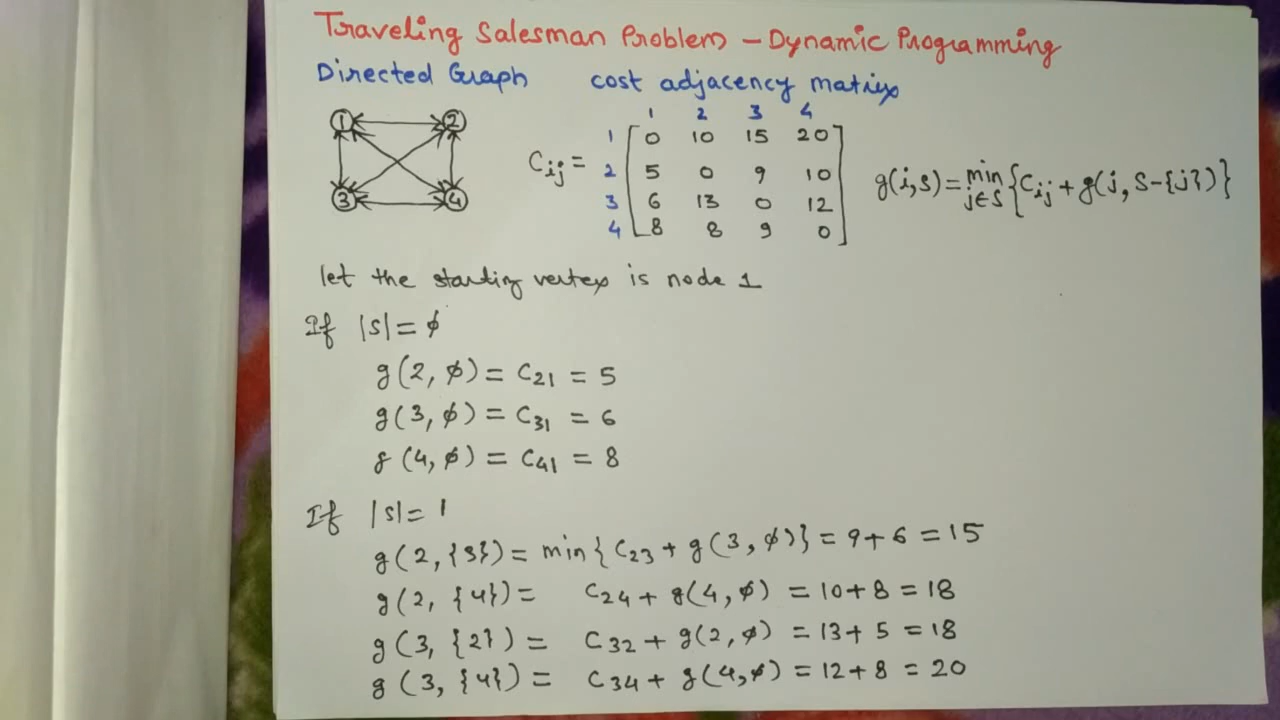 Traveling Salesman Problem - Dynamic Programming
Directed Graph cost adjacency matrix
1 2 3 4
1 2
3 4
Cij =
1 0 10 15 20
2 5 0 9 10
3 6 13 0 12
4 8 8 9 0
g(i,s) = min j∈S {Cij + g(j, S-{j})}
let the starting vertex is node 1
If |S| = ϕ
g(2, ϕ) = C21 = 5
g(3, ϕ) = C31 = 6
g(4, ϕ) = C41 = 8
If |S| = 1
g(2, {3}) = min{C23 + g(3, ϕ)} = 9+6 = 15
g(2, {4}) = C24 + g(4, ϕ) = 10+8 = 18
g(3, {2}) = C32 + g(2, ϕ) = 13+5 = 18
g(3, {4}) = C34 + g(4, ϕ) = 12+8 = 20